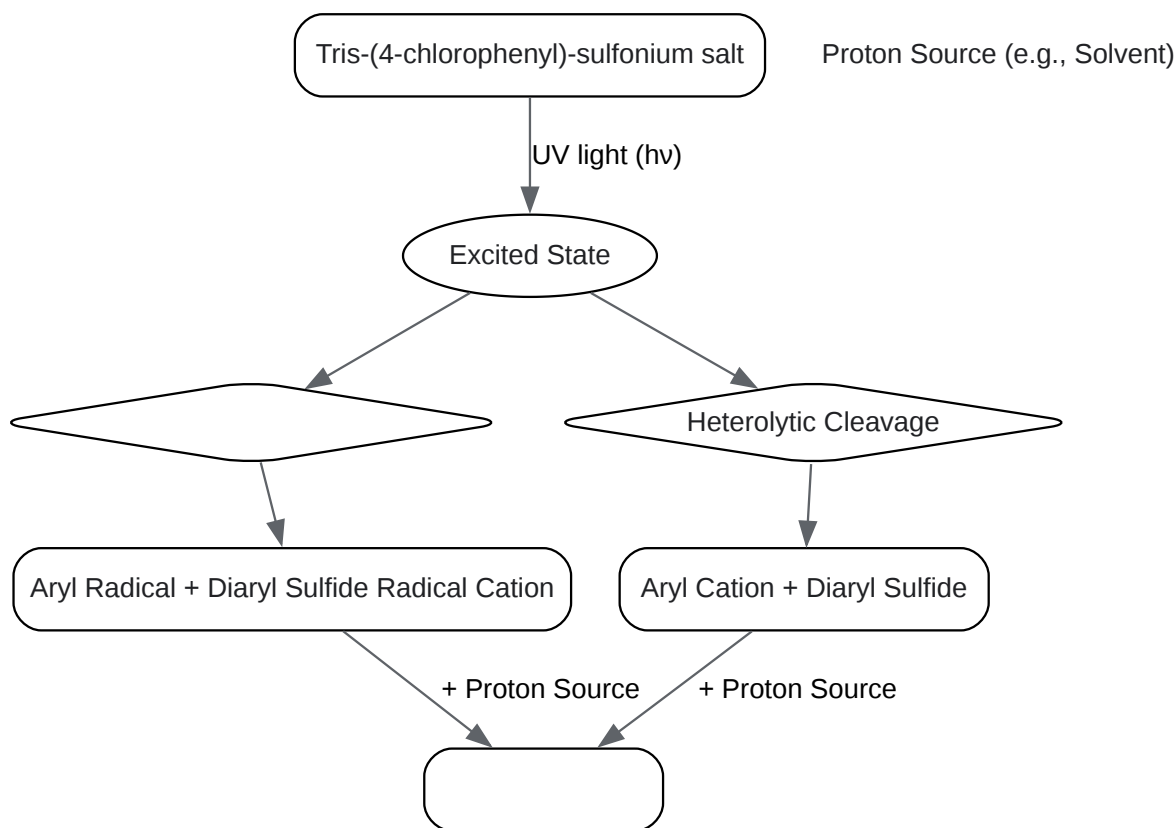 Tris-(4-chlorophenyl)-sulfonium salt
Proton Source (e.g., Solvent)
UV light (hν)
Excited State
Heterolytic Cleavage
Aryl Radical + Diaryl Sulfide Radical Cation
Aryl Cation + Diaryl Sulfide
+ Proton Source
+ Proton Source